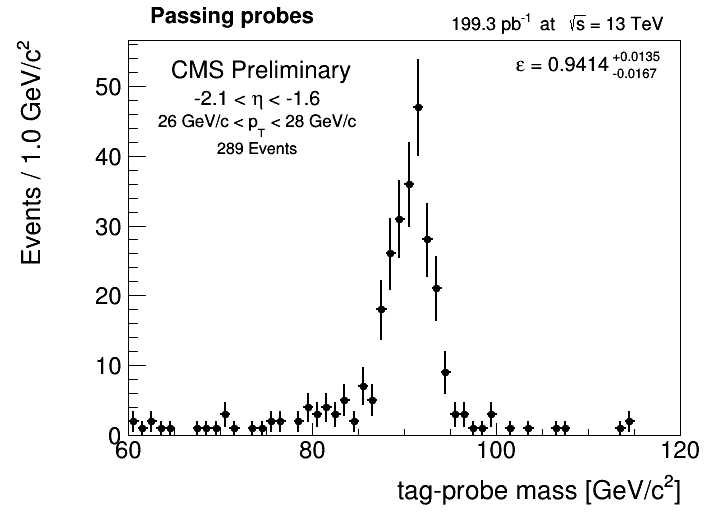 Passing probes
199.3 pb⁻¹ at √s = 13 TeV
CMS Preliminary
ε = 0.9414 +0.0135 -0.0167
-2.1 < η < -1.6
26 GeV/c < p_T < 28 GeV/c
289 Events
Events / 1.0 GeV/c²
50
40
30
20
10
0
60 80 100 120
tag-probe mass [GeV/c²]